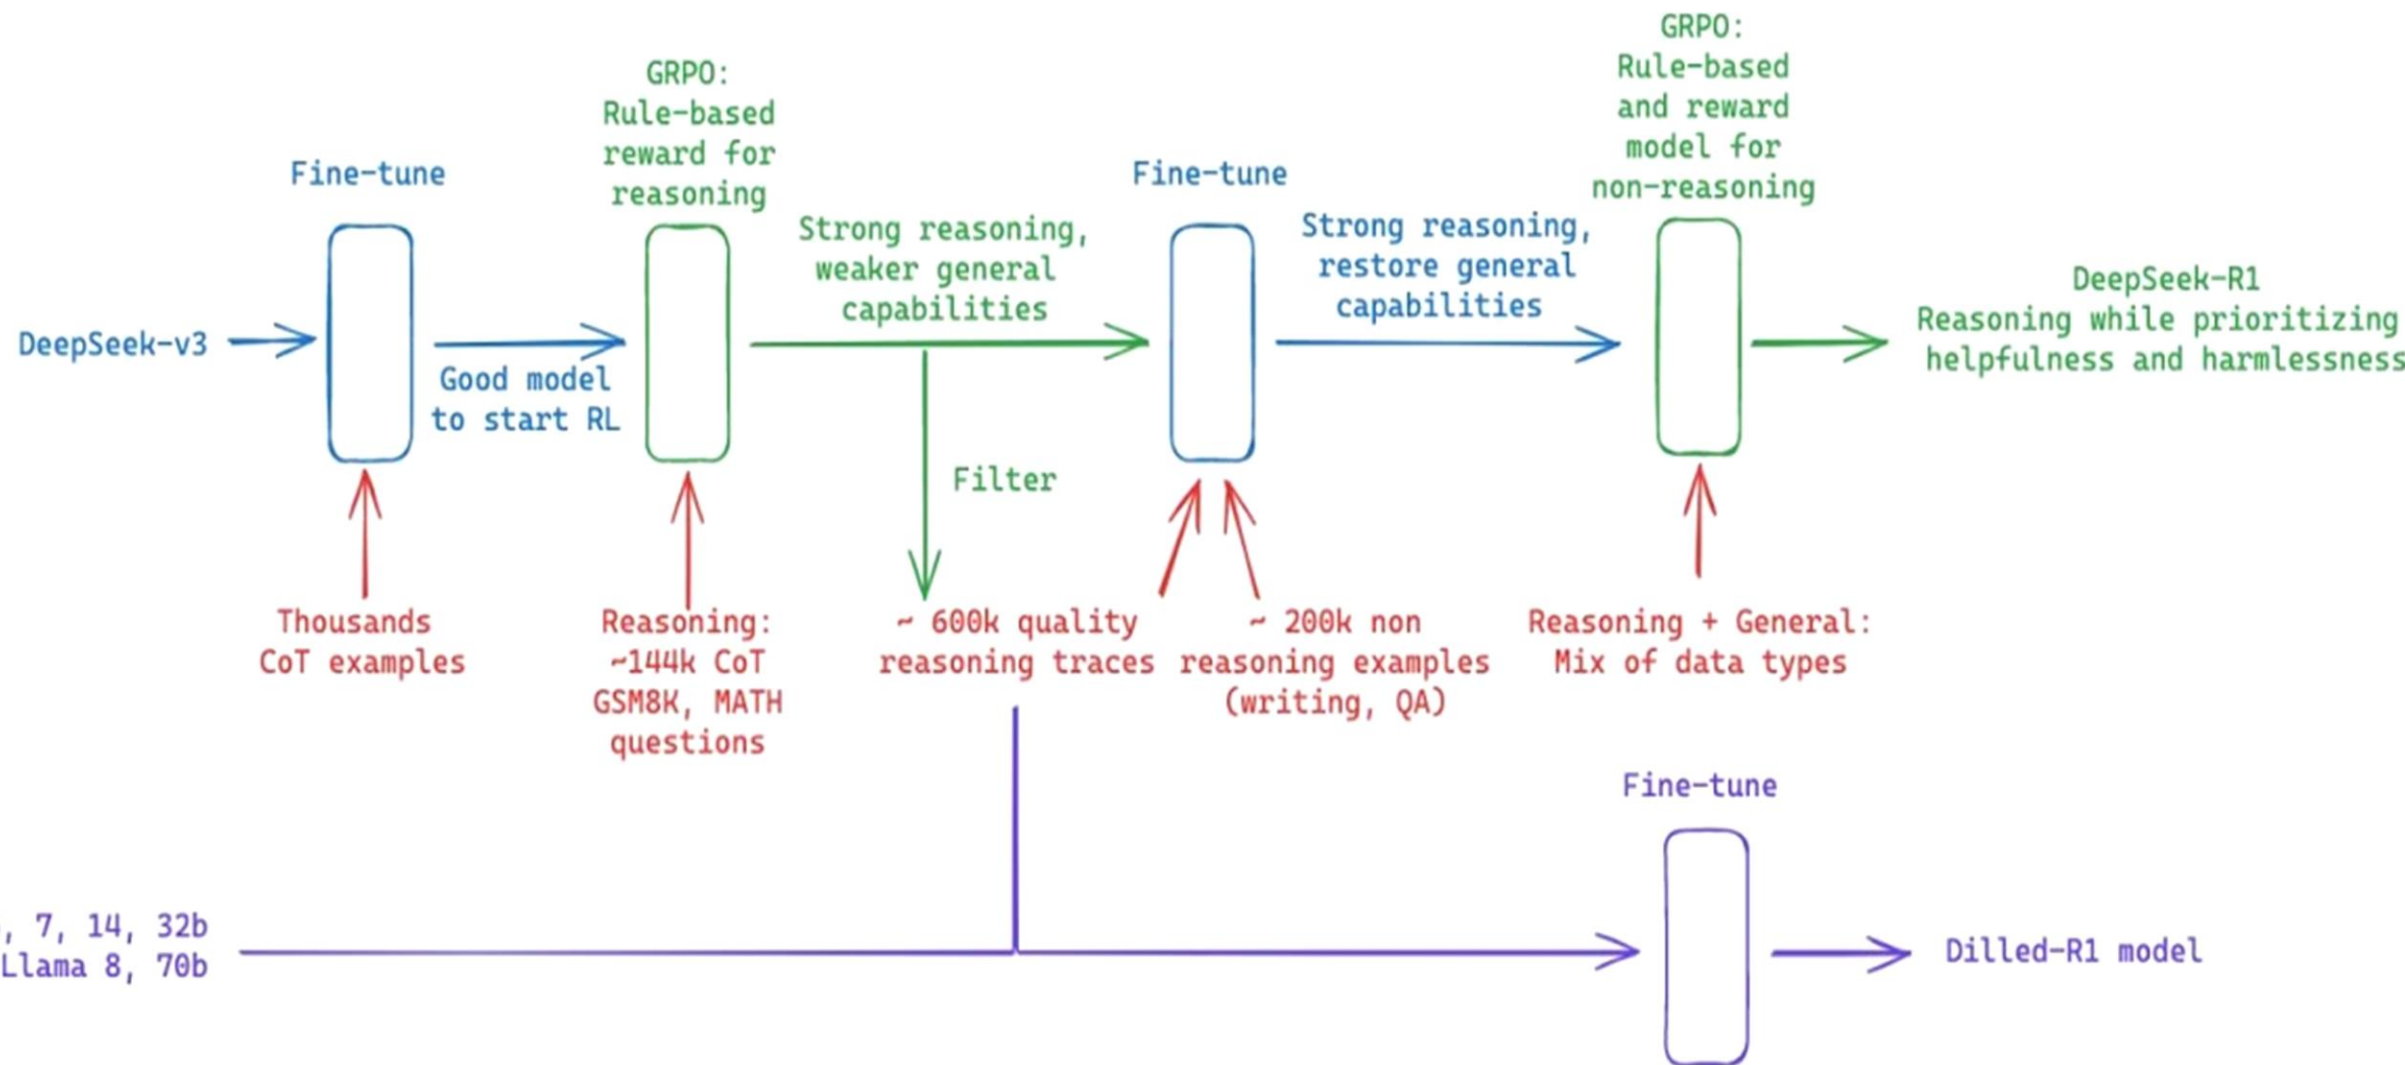 GRPO:
Rule-based
and reward
model for
non-reasoning
GRPO:
Rule-based
reward for
reasoning
Fine-tune
Fine-tune
Strong reasoning,
weaker general
capabilities
Strong reasoning,
restore general
capabilities
DeepSeek-v3
Good model
to start RL
DeepSeek-R1
Reasoning while prioritizing
helpfulness and harmlessness
Filter
Thousands
CoT examples
Reasoning:
~144k CoT
GSM8K, MATH
questions
~ 600k quality
reasoning traces
~ 200k non
reasoning examples
(writing, QA)
Reasoning + General:
Mix of data types
Fine-tune
, 7, 14, 32b
Llama 8, 70b
Dilled-R1 model